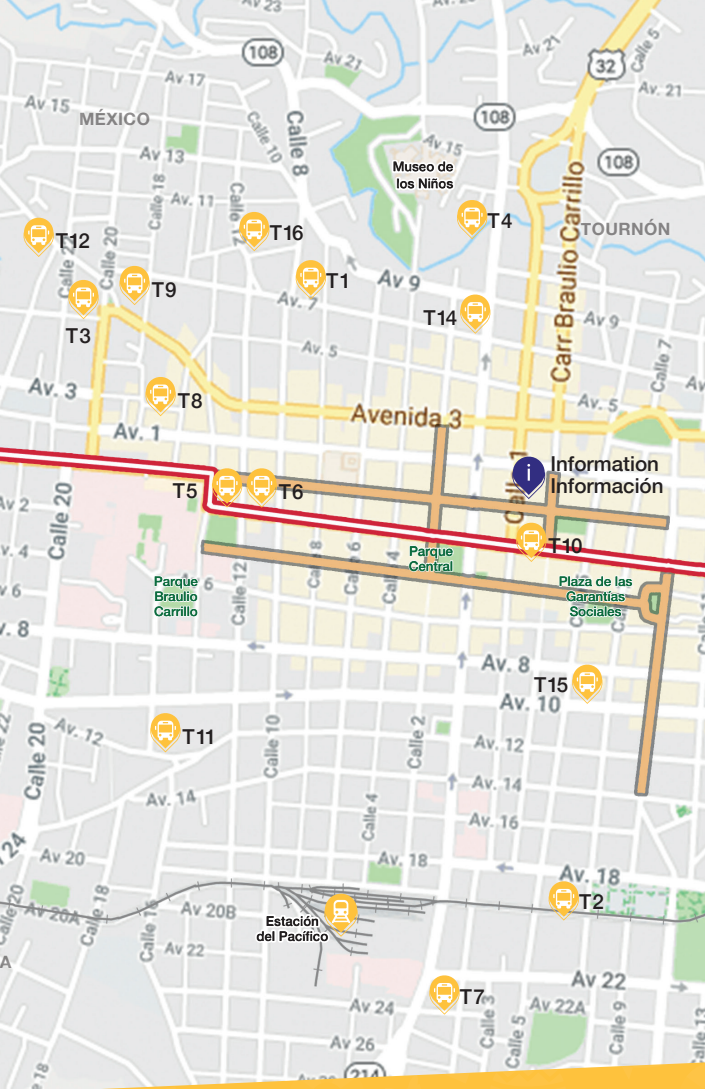 Av 23
Av 23
108
Av 21
32
Calle 5
Av 17
Av 21
Av. 21
Av 15
MÉXICO
Calle 10
Calle 8
108
Av 15
Av 13
108
Museo de
los Niños
Calle 18
Av. 11
Calle 12
T12
T16
T4
TOURNÓN
Calle 20
T9
T1
Av 9
Carr Braulio Carrillo
T3
Av. 7
T14
Av 9
Av. 5
Calle 7
Av. 3
T8
Av. 5
Avenida 3
Av. 1
Information
Información
T5
T6
Calle 1
Av 2
Calle 20
T10
Parque
Central
Calle 12
Calle 6
Calle 4
Parque
Braulio
Carrillo
Plaza de las
Garantías
Sociales
Av. 8
T15
Av. 10
T11
Av. 12
Calle 20
Calle 10
Calle 2
Av. 12
Av. 14
Av. 14
Calle 4
Av. 16
Av 20
Av. 18
Av. 18
T2
Calle 20
Av 20A
Calle 18
Av 20B
Estación
del Pacífico
Av 22
Av 22
T7
Av 24
Calle 3
Calle 5
Av 22A
Calle 9
Calle 13
Av 26
214